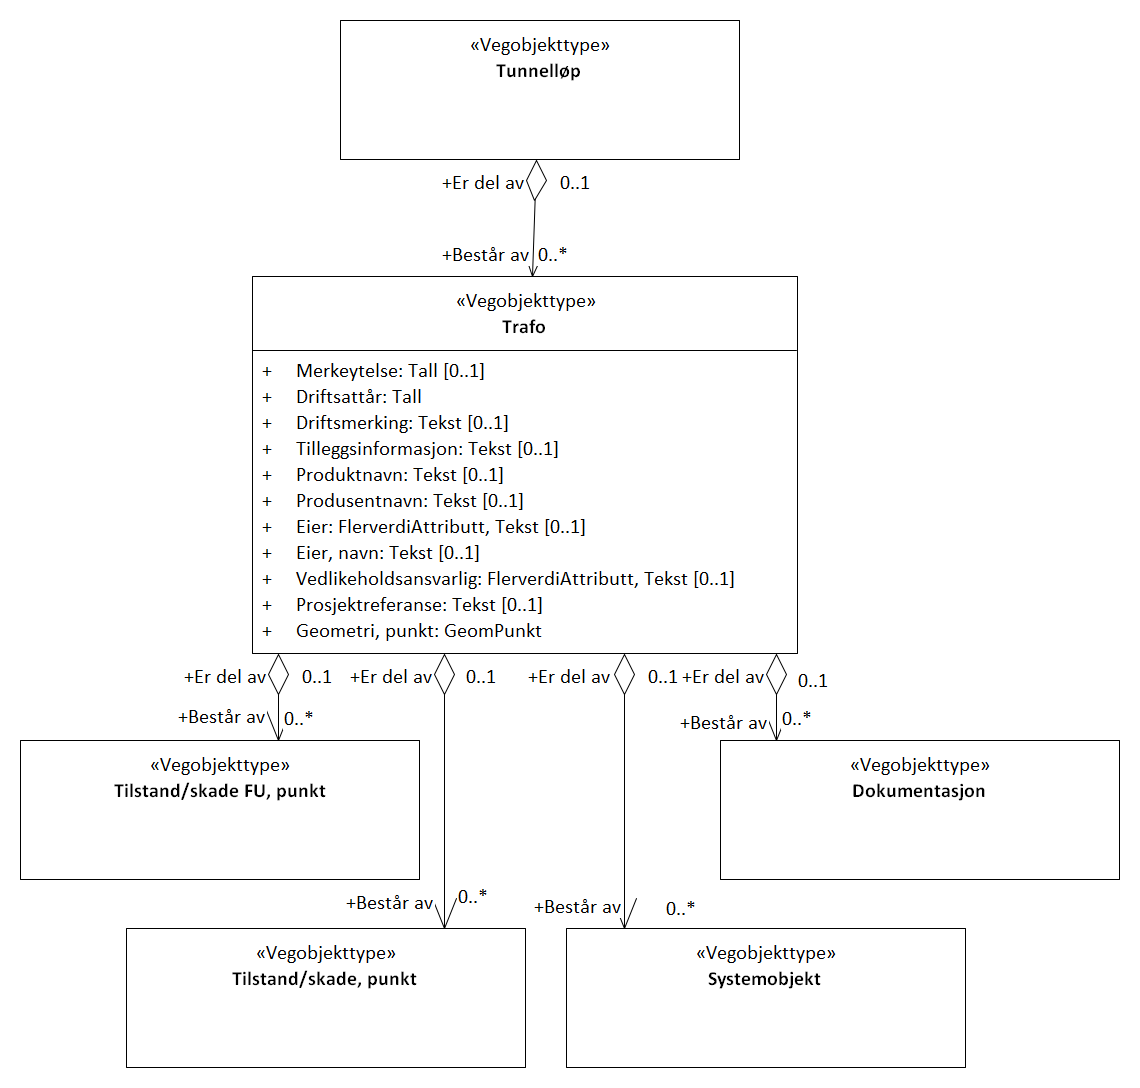 «Vegobjekttype»
Tunnelløp
+Er del av 0..1
+Består av 0..*
«Vegobjekttype»
Trafo
+ Merkeytelse: Tall [0..1]
+ Driftsattår: Tall
+ Driftsmerking: Tekst [0..1]
+ Tilleggsinformasjon: Tekst [0..1]
+ Produktnavn: Tekst [0..1]
+ Produsentnavn: Tekst [0..1]
+ Eier: FlerverdiAttributt, Tekst [0..1]
+ Eier, navn: Tekst [0..1]
+ Vedlikeholdsansvarlig: FlerverdiAttributt, Tekst [0..1]
+ Prosjektreferanse: Tekst [0..1]
+ Geometri, punkt: GeomPunkt
+Er del av 0..1 +Er del av 0..1 +Er del av 0..1 +Er del av 0..1
+Består av 0..* +Består av 0..*
«Vegobjekttype»
Tilstand/skade FU, punkt
«Vegobjekttype»
Dokumentasjon
+Består av 0..* +Består av 0..*
«Vegobjekttype»
Tilstand/skade, punkt
«Vegobjekttype»
Systemobjekt